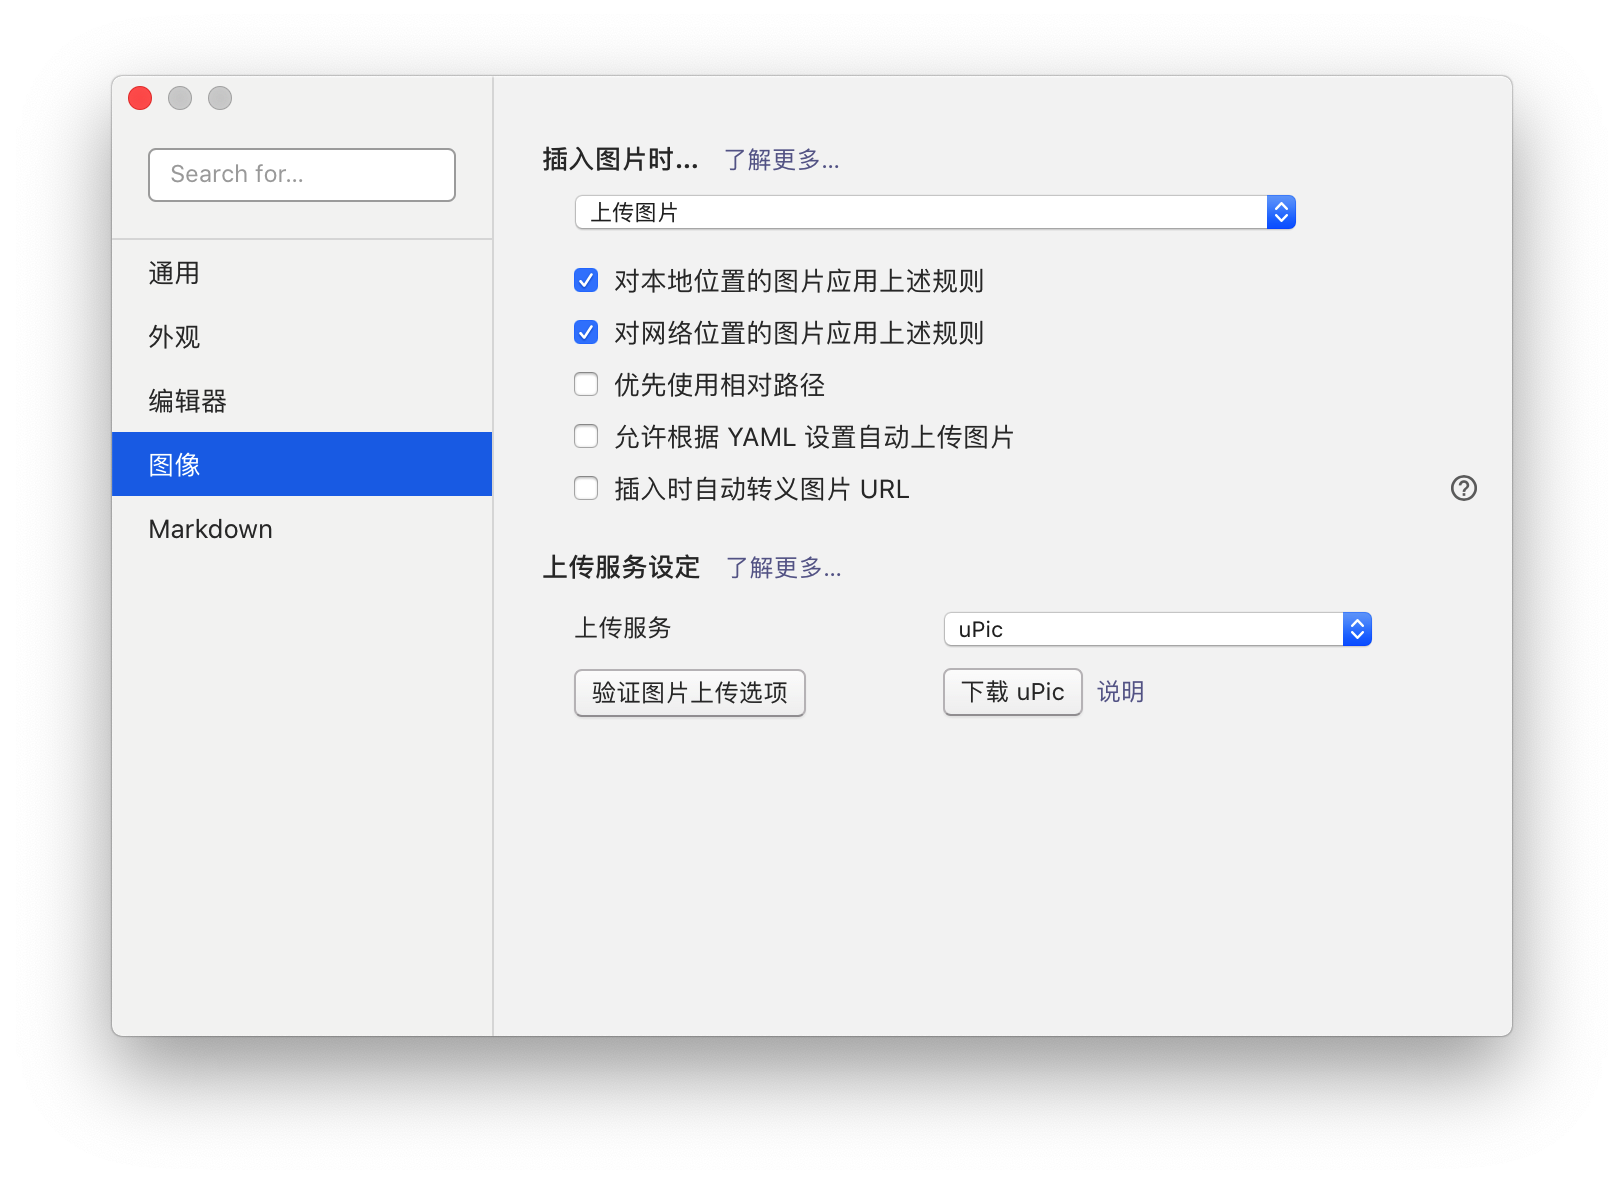 Search for...
通用
外观
编辑器
图像
Markdown
插入图片时... 了解更多...
上传图片
对本地位置的图片应用上述规则
对网络位置的图片应用上述规则
优先使用相对路径
允许根据 YAML 设置自动上传图片
插入时自动转义图片 URL
上传服务设定 了解更多...
上传服务 uPic
验证图片上传选项 下载 uPic 说明